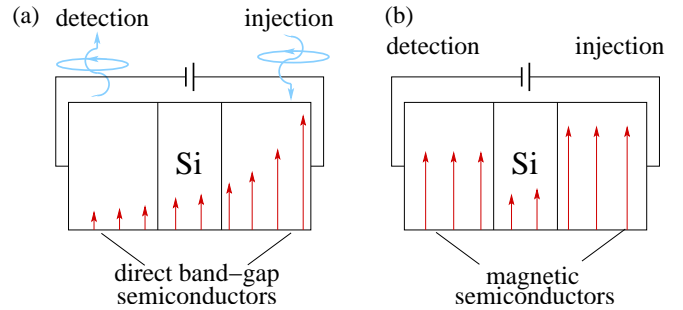 (a)
detection
injection
Si
direct band-gap
semiconductors
(b)
detection
injection
Si
magnetic
semiconductors